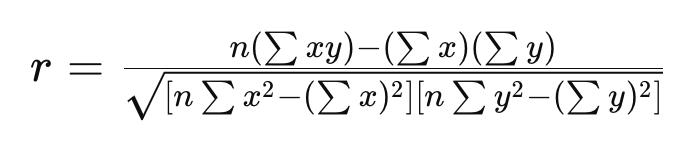 r = n(∑ xy)−(∑ x)(∑ y) / √[n ∑ x²−(∑ x)²][n ∑ y²−(∑ y)²]